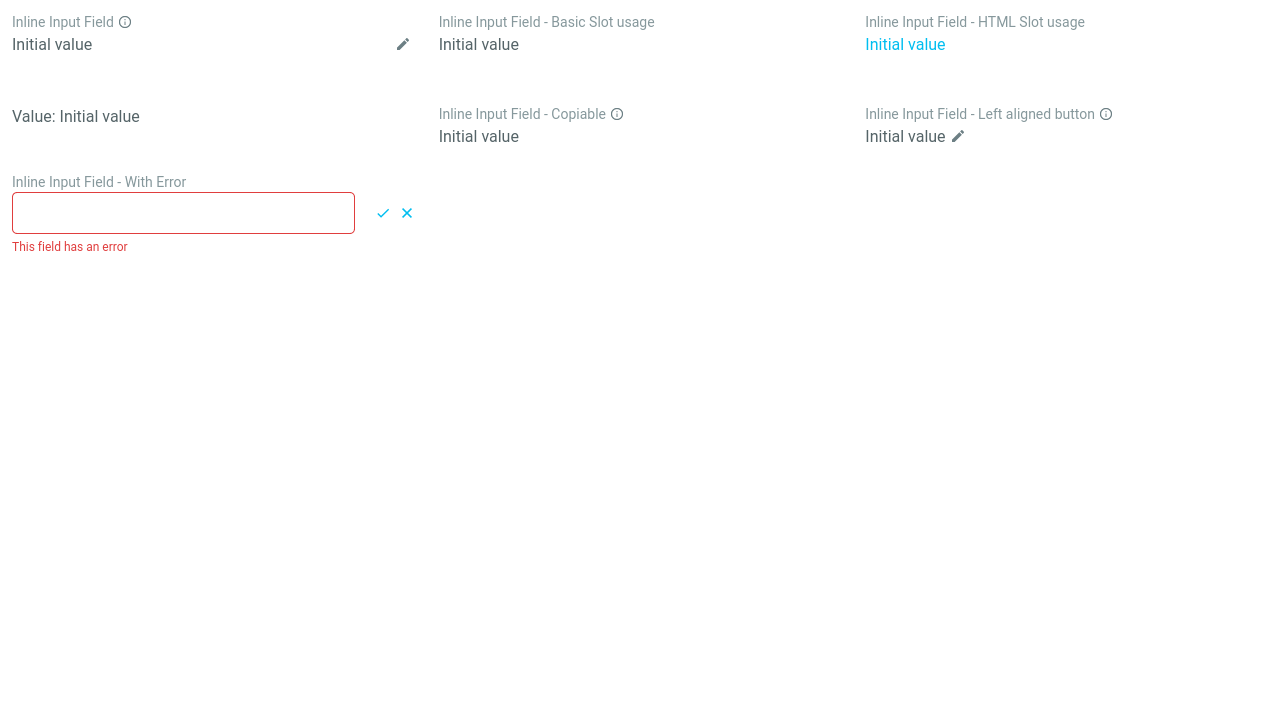 Inline Input Field
Initial value
Inline Input Field - Basic Slot usage
Initial value
Inline Input Field - HTML Slot usage
Initial value
Value: Initial value
Inline Input Field - Copiable
Initial value
Inline Input Field - Left aligned button
Initial value
Inline Input Field - With Error
This field has an error